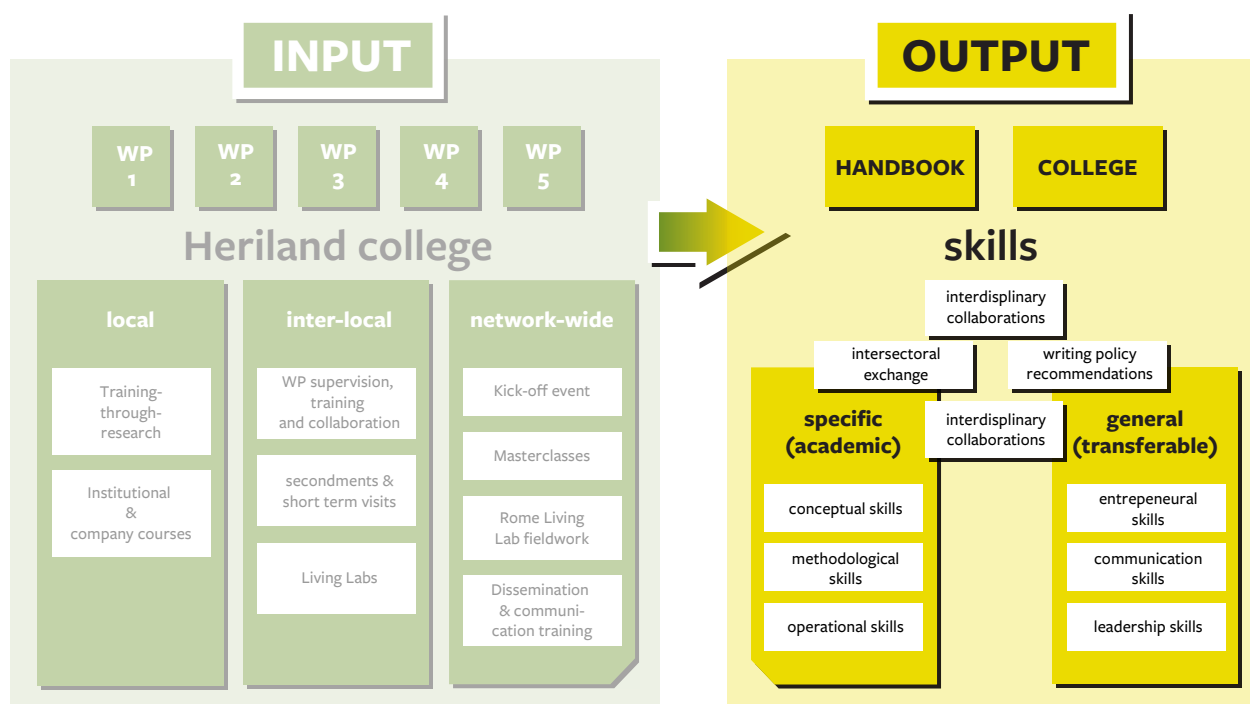 INPUT
WP
1
WP
2
WP
3
WP
4
WP
5
Heriland college
local
Training-
through-
research
Institutional
&
company courses
inter-local
WP supervision,
training
and collaboration
secondments &
short term visits
Living Labs
network-wide
Kick-off event
Masterclasses
Rome Living
Lab fieldwork
Dissemination
& communi-
cation training
OUTPUT
HANDBOOK
COLLEGE
skills
interdisplinary
collaborations
intersectoral
exchange
writing policy
recommendations
interdisplinary
collaborations
specific
(academic)
conceptual skills
methodological
skills
operational skills
general
(transferable)
entrepeneural
skills
communication
skills
leadership skills